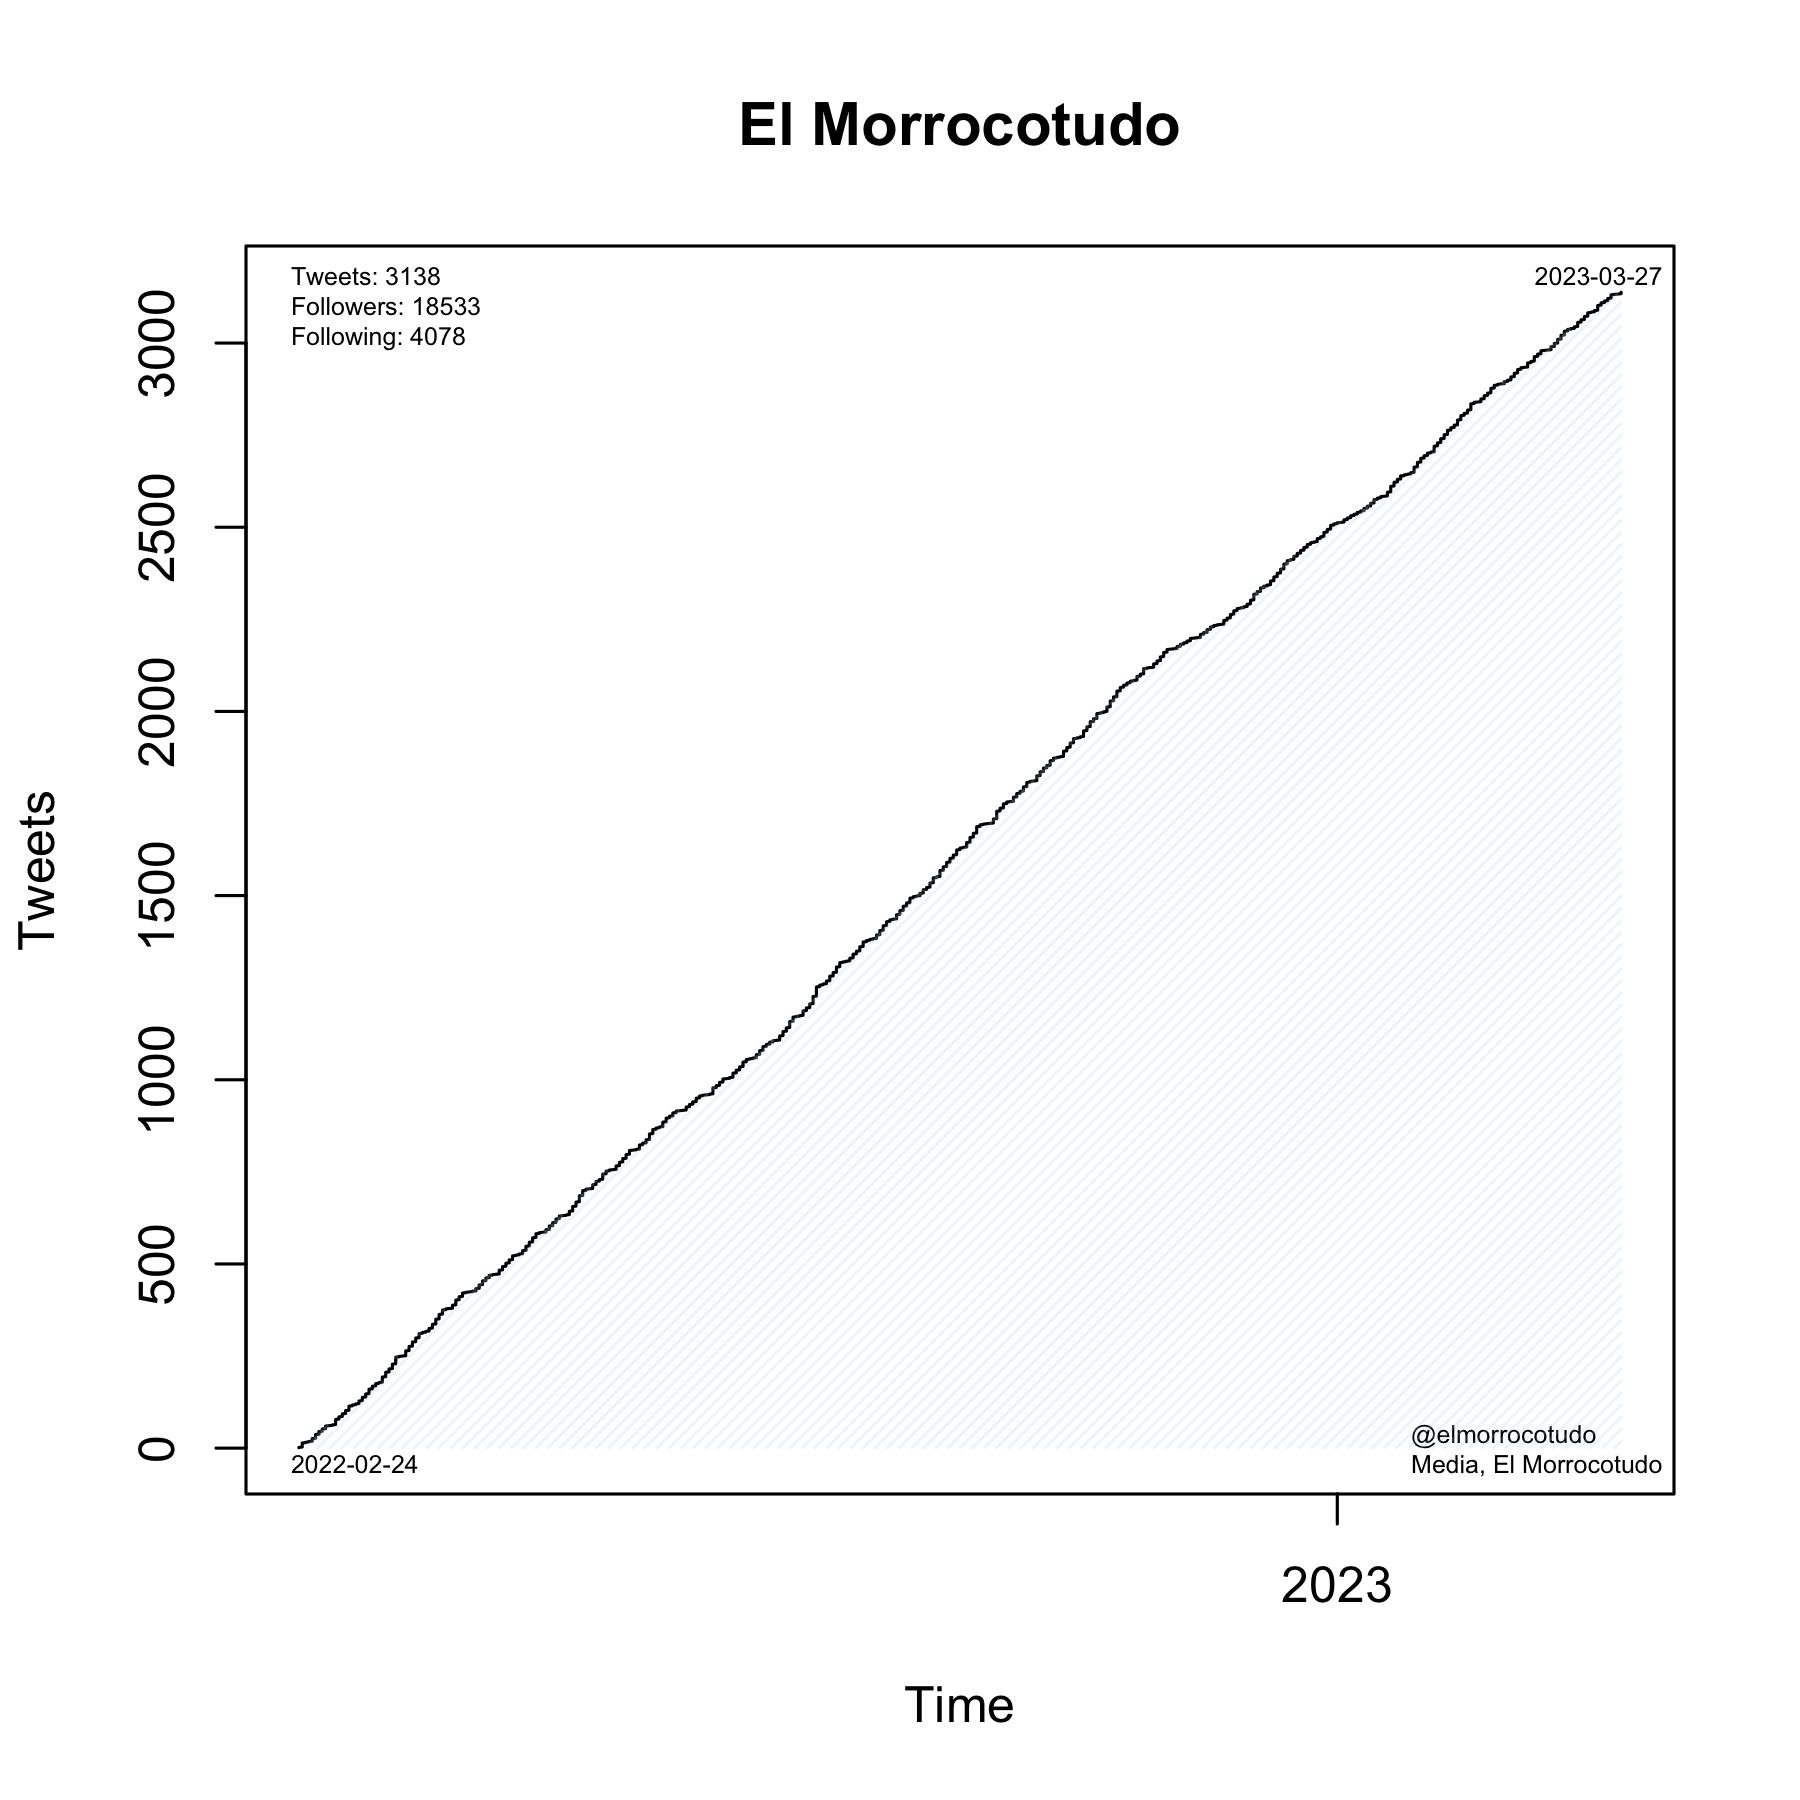 El Morrocotudo
Tweets: 3138
Followers: 18533
Following: 4078
2023-03-27
3000
2500
2000
1500
1000
500
0
Tweets
2022-02-24
@elmorrocotudo
Media, El Morrocotudo
2023
Time